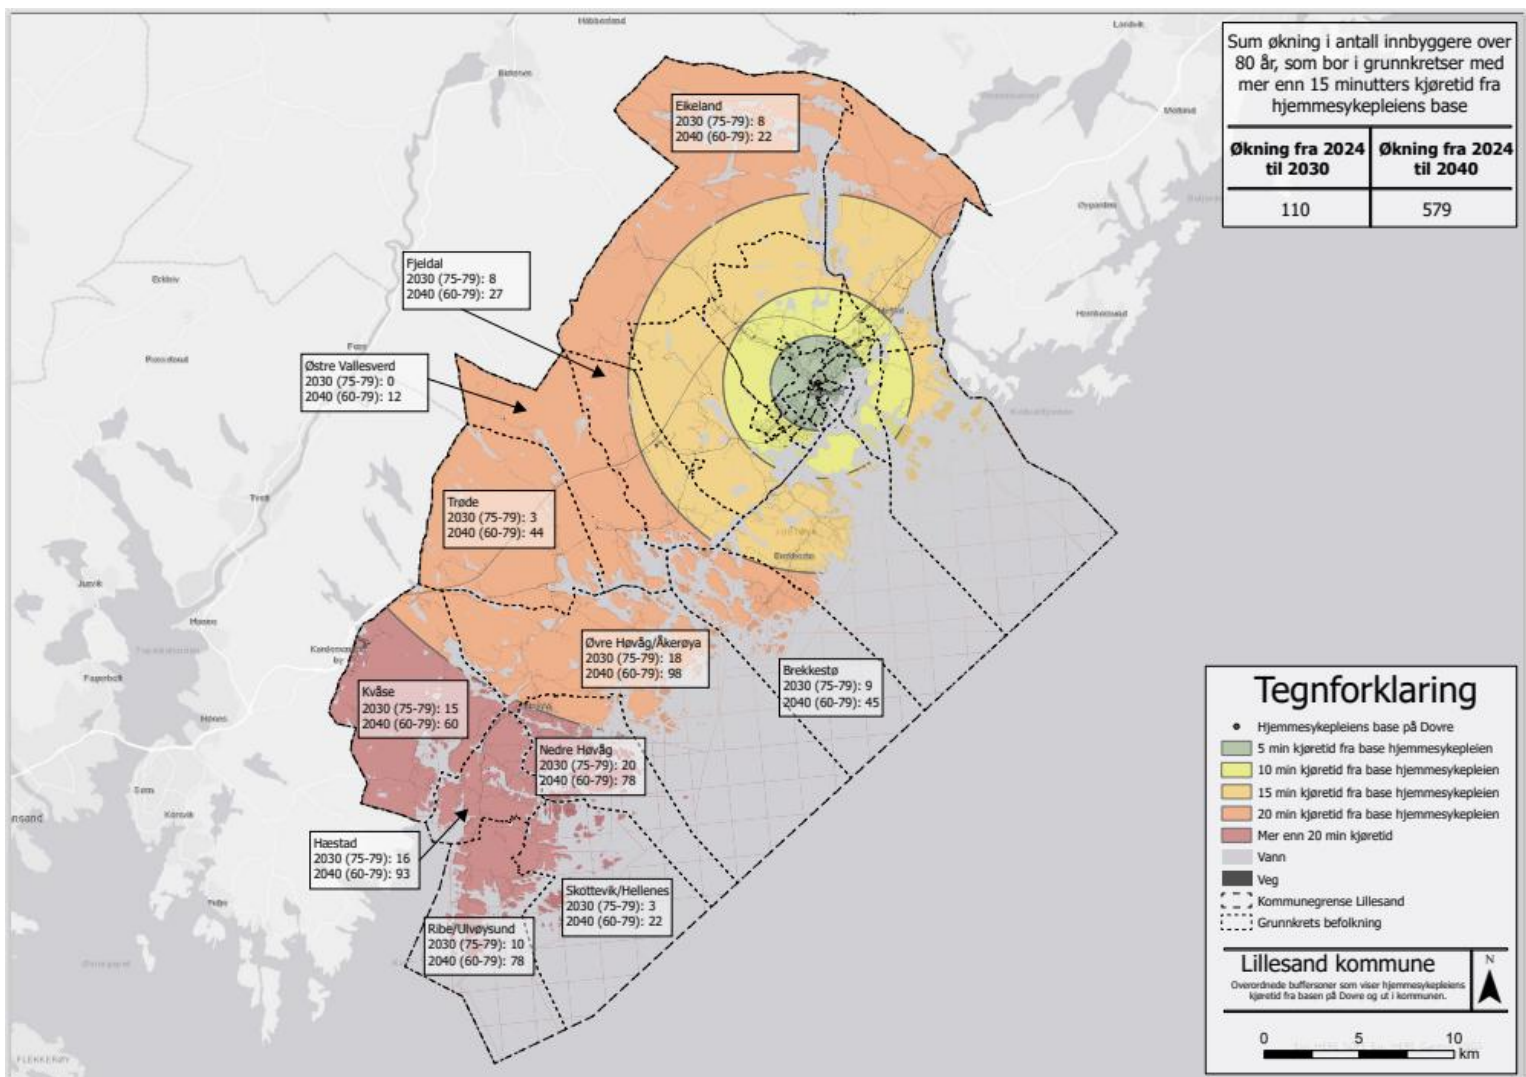 Sum økning i antall innbyggere over
80 år, som bor i grunnkretser med
mer enn 15 minutters kjøretid fra
hjemmesykepleiens base
Økning fra 2024 til 2030
Økning fra 2024 til 2040
110
579
Eikeland
2030 (75-79): 8
2040 (60-79): 22
Fjeldal
2030 (75-79): 8
2040 (60-79): 27
Østre Vallesverd
2030 (75-79): 0
2040 (60-79): 12
Trøde
2030 (75-79): 3
2040 (60-79): 44
Øvre Høvåg/Åkerøya
2030 (75-79): 18
2040 (60-79): 98
Brekkestø
2030 (75-79): 9
2040 (60-79): 45
Kvåse
2030 (75-79): 15
2040 (60-79): 60
Nedre Høvåg
2030 (75-79): 20
2040 (60-79): 78
Hæstad
2030 (75-79): 16
2040 (60-79): 93
Skottevik/Hellenes
2030 (75-79): 3
2040 (60-79): 22
Ribe/Ulvøysund
2030 (75-79): 10
2040 (60-79): 78
Tveit
Justvik
FLEKKERØY
Tegnforklaring
Hjemmesykepleiens base på Dovre
5 min kjøretid fra base hjemmesykepleien
10 min kjøretid fra base hjemmesykepleien
15 min kjøretid fra base hjemmesykepleien
20 min kjøretid fra base hjemmesykepleien
Mer enn 20 min kjøretid
Vann
Veg
Kommunegrense Lillesand
Grunnkrets befolkning
Lillesand kommune
Overordnede buffersoner som viser hjemmesykepleiens
kjøretid fra basen på Dovre og ut i kommunen.
N
0 5 10
km